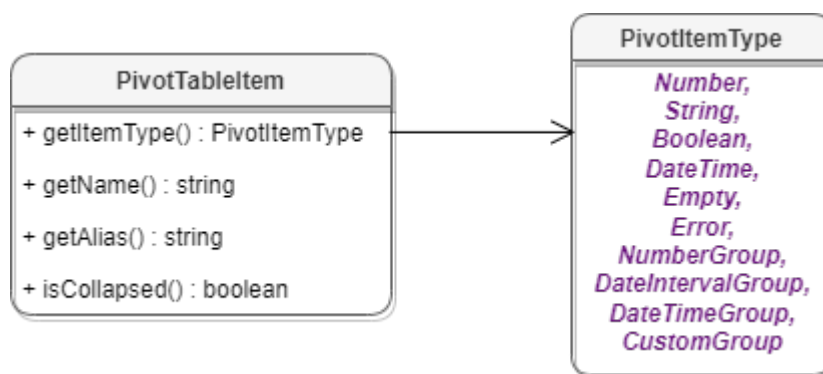 PivotTableItem
+ getItemType() : PivotItemType
+ getName() : string
+ getAlias() : string
+ isCollapsed() : boolean
PivotItemType
Number,
String,
Boolean,
DateTime,
Empty,
Error,
NumberGroup,
DateIntervalGroup,
DateTimeGroup,
CustomGroup